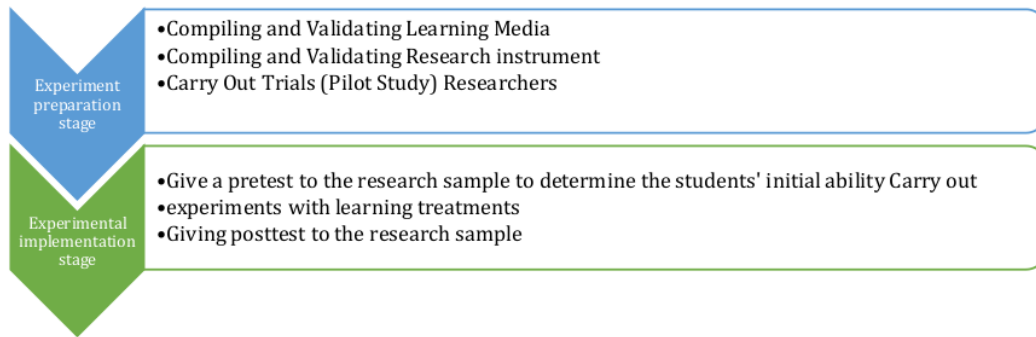 Experiment
preparation
stage
•Compiling and Validating Learning Media
•Compiling and Validating Research instrument
•Carry Out Trials (Pilot Study) Researchers
Experimental
implementation
stage
•Give a pretest to the research sample to determine the students' initial ability Carry out
•experiments with learning treatments
•Giving posttest to the research sample